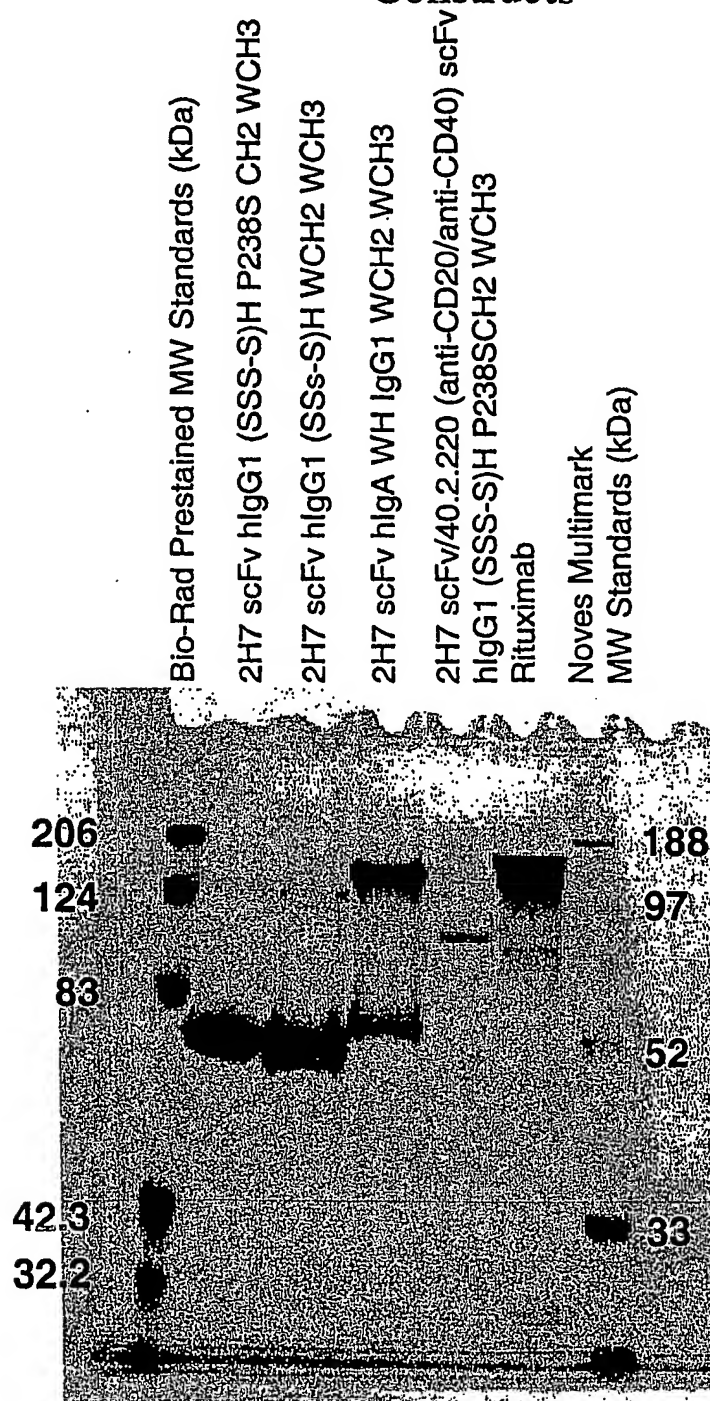 Constructs
Bio-Rad Prestained MW Standards (kDa)
2H7 scFv hIgG1 (SSS-S)H P238S CH2 WCH3
2H7 scFv hIgG1 (SSs-S)H WCH2 WCH3
2H7 scFv hIgA WH IgG1 WCH2 WCH3
2H7 scFv/40.2.220 (anti-CD20/anti-CD40) scFv
hIgG1 (SSS-S)H P238SCH2 WCH3
Rituximab
Noves Multimark
MW Standards (kDa)
206
124
83
42.3
32.2
188
97
52
33